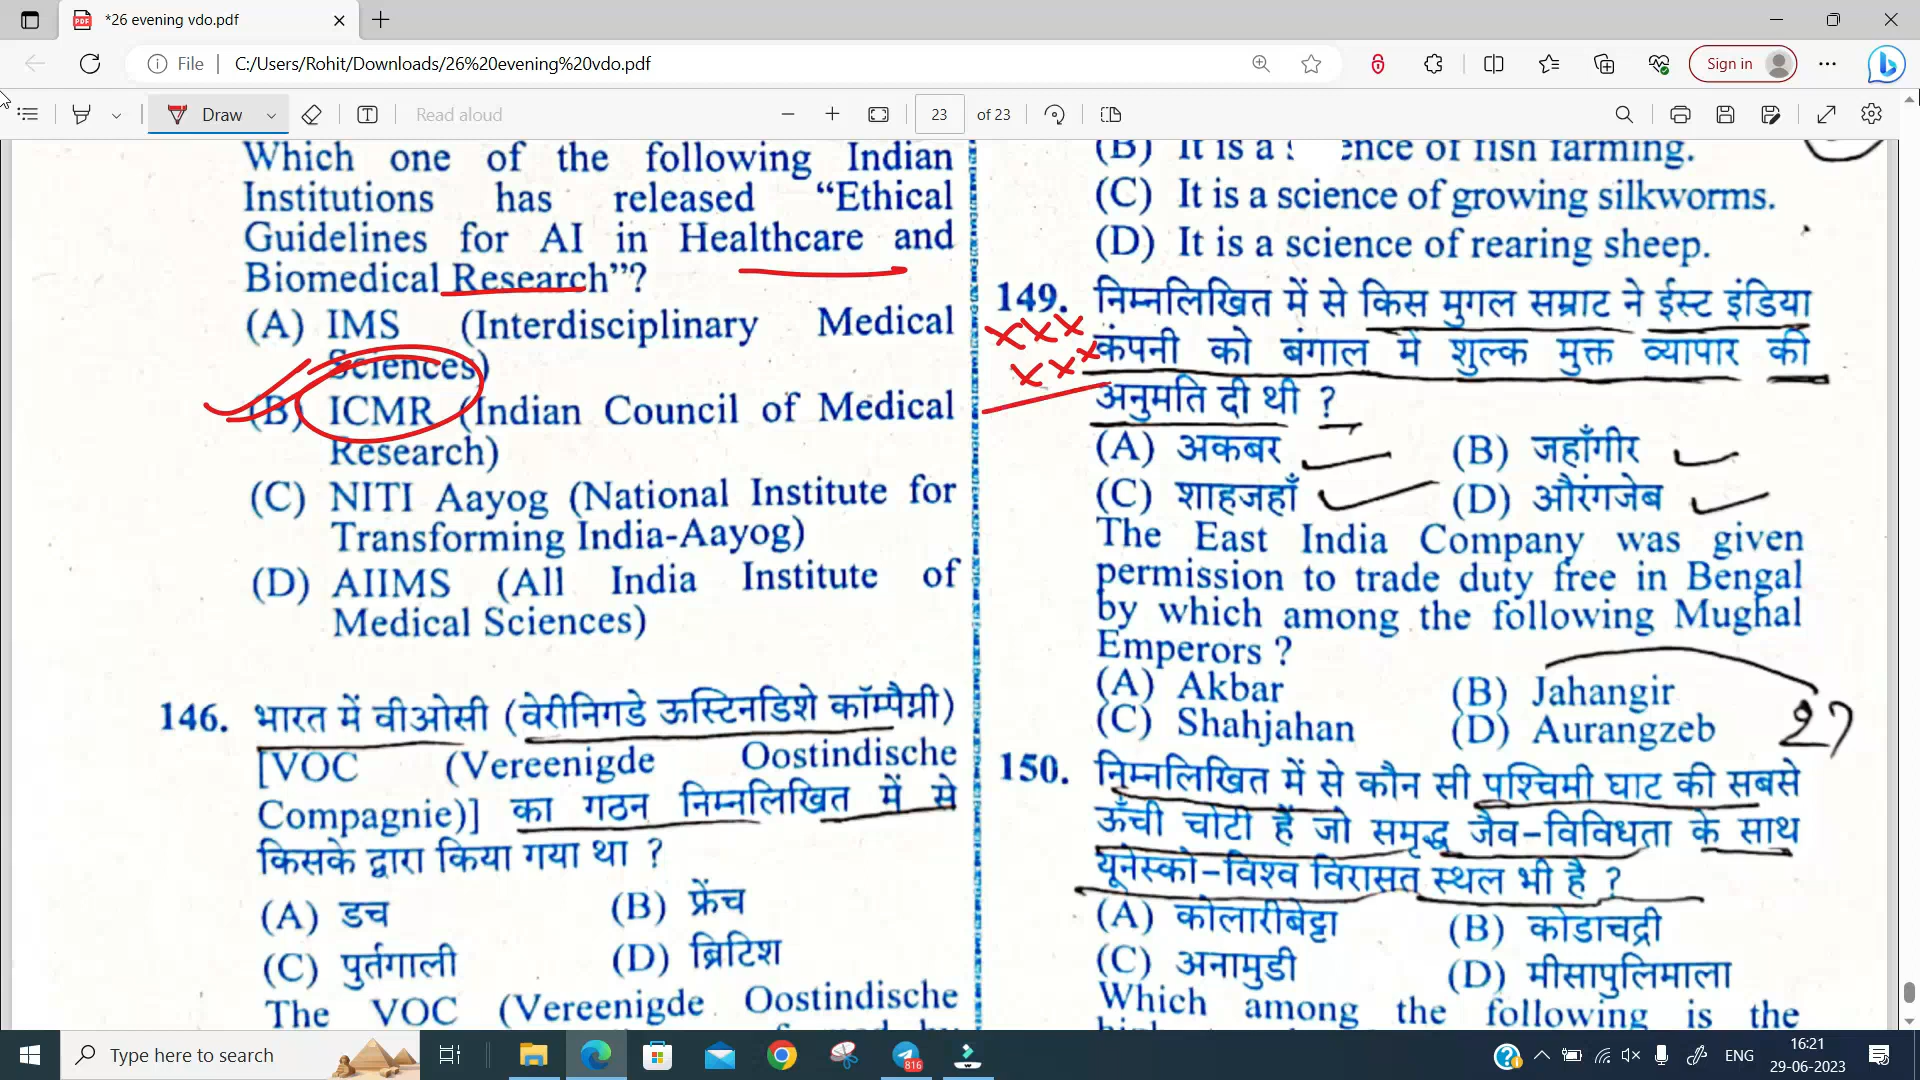 *26 evening vdo.pdf
File
C:/Users/Rohit/Downloads/26%20evening%20vdo.pdf
Sign in
Draw
Read aloud
23 of 23
Which one of the following Indian
Institutions has released “Ethical
Guidelines for AI in Healthcare and
Biomedical Research”?
(A) IMS (Interdisciplinary Medical
Sciences)
(B) ICMR (Indian Council of Medical
Research)
(C) NITI Aayog (National Institute for
Transforming India-Aayog)
(D) AIIMS (All India Institute of
Medical Sciences)
146. भारत में वीओसी (वेरीनिगडे ऊस्टिनडिशे कॉम्पैग्नी)
[VOC (Vereenigde Oostindische
Compagnie)] का गठन निम्नलिखित में से
किसके द्वारा किया गया था ?
(A) डच (B) फ्रेंच
(C) पुर्तगाली (D) ब्रिटिश
The VOC (Vereenigde Oostindische
(B) It is a ence of fish farming.
(C) It is a science of growing silkworms.
(D) It is a science of rearing sheep.
149. निम्नलिखित में से किस मुगल सम्राट ने ईस्ट इंडिया
कंपनी को बंगाल में शुल्क मुक्त व्यापार की
अनुमति दी थी ?
(A) अकबर (B) जहाँगीर
(C) शाहजहाँ (D) औरंगजेब
The East India Company was given
permission to trade duty free in Bengal
by which among the following Mughal
Emperors ?
(A) Akbar (B) Jahangir
(C) Shahjahan (D) Aurangzeb
27
150. निम्नलिखित में से कौन सी पश्चिमी घाट की सबसे
ऊँची चोटी है जो समृद्ध जैव-विविधता के साथ
यूनेस्को-विश्व विरासत स्थल भी है ?
(A) कोलारीबेट्टा (B) कोडाचद्री
(C) अनामुडी (D) मीसापुलिमाला
Which among the following is the
Type here to search
816
ENG
16:21
29-06-2023